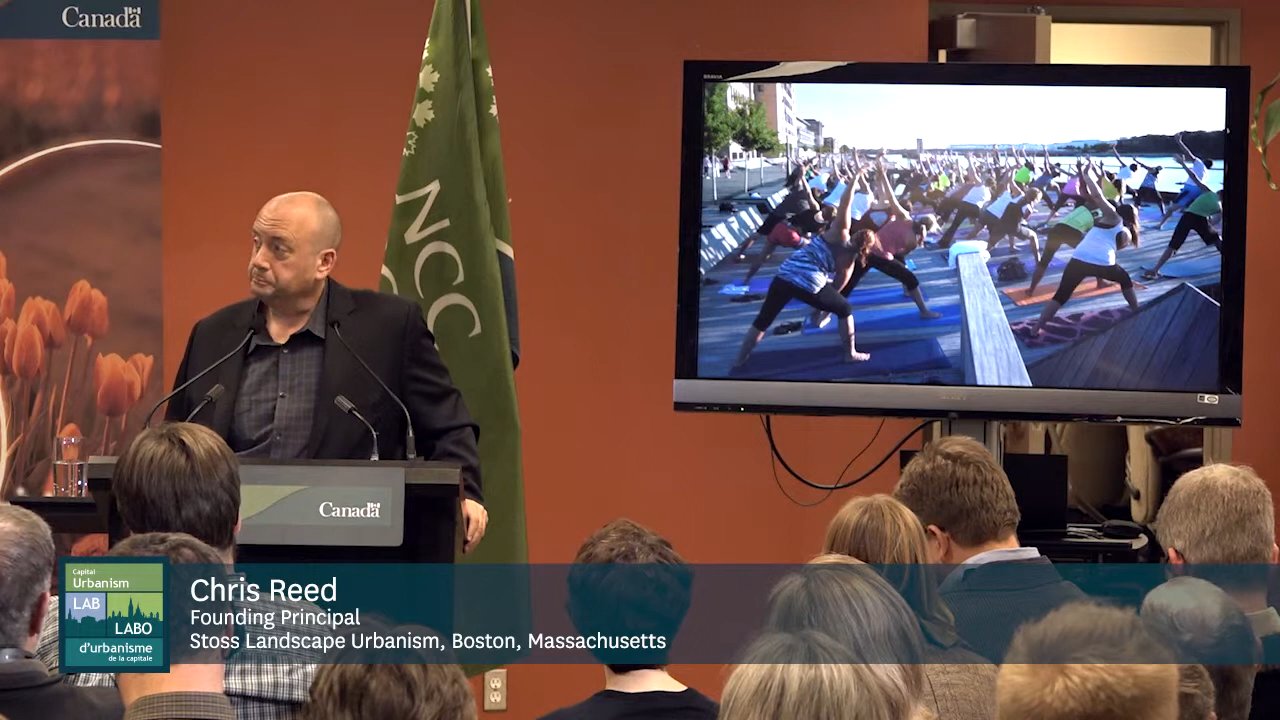 Canada
NCC
BRAVIA
SONY
Canada
Capital
Urbanism
LAB
LABO
d'urbanisme
de la capitale
Chris Reed
Founding Principal
Stoss Landscape Urbanism, Boston, Massachusetts